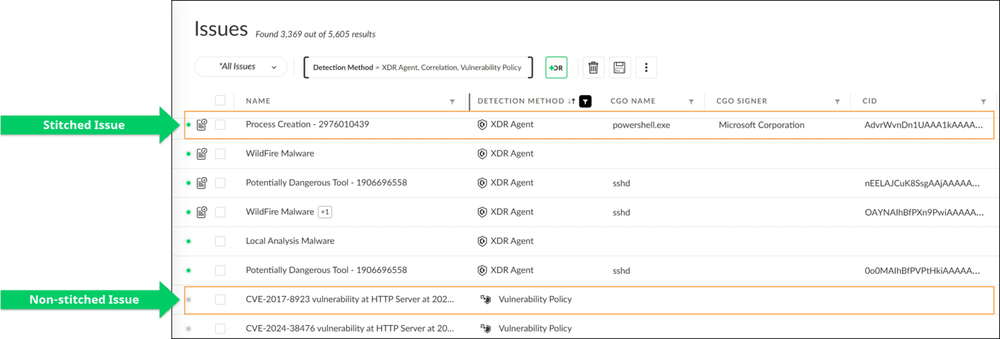 Issues Found 3,369 out of 5,605 results
*All Issues Detection Method = XDR Agent, Correlation, Vulnerability Policy +OR
NAME DETECTION METHOD CGO NAME CGO SIGNER CID
Stitched Issue Process Creation - 2976010439 XDR Agent powershell.exe Microsoft Corporation AdvrWvnDn1UAAA1kAAAA...
WildFire Malware XDR Agent
Potentially Dangerous Tool - 1906696558 XDR Agent sshd nEELAJCuK8SsgAAjAAAAA...
WildFire Malware +1 XDR Agent sshd OAYNAIhBfPXn9PwiAAAAA...
Local Analysis Malware XDR Agent
Potentially Dangerous Tool - 1906696558 XDR Agent sshd 0o0MAIhBfPVPtHkiAAAAA...
Non-stitched Issue CVE-2017-8923 vulnerability at HTTP Server at 202... Vulnerability Policy
CVE-2024-38476 vulnerability at HTTP Server at 20... Vulnerability Policy